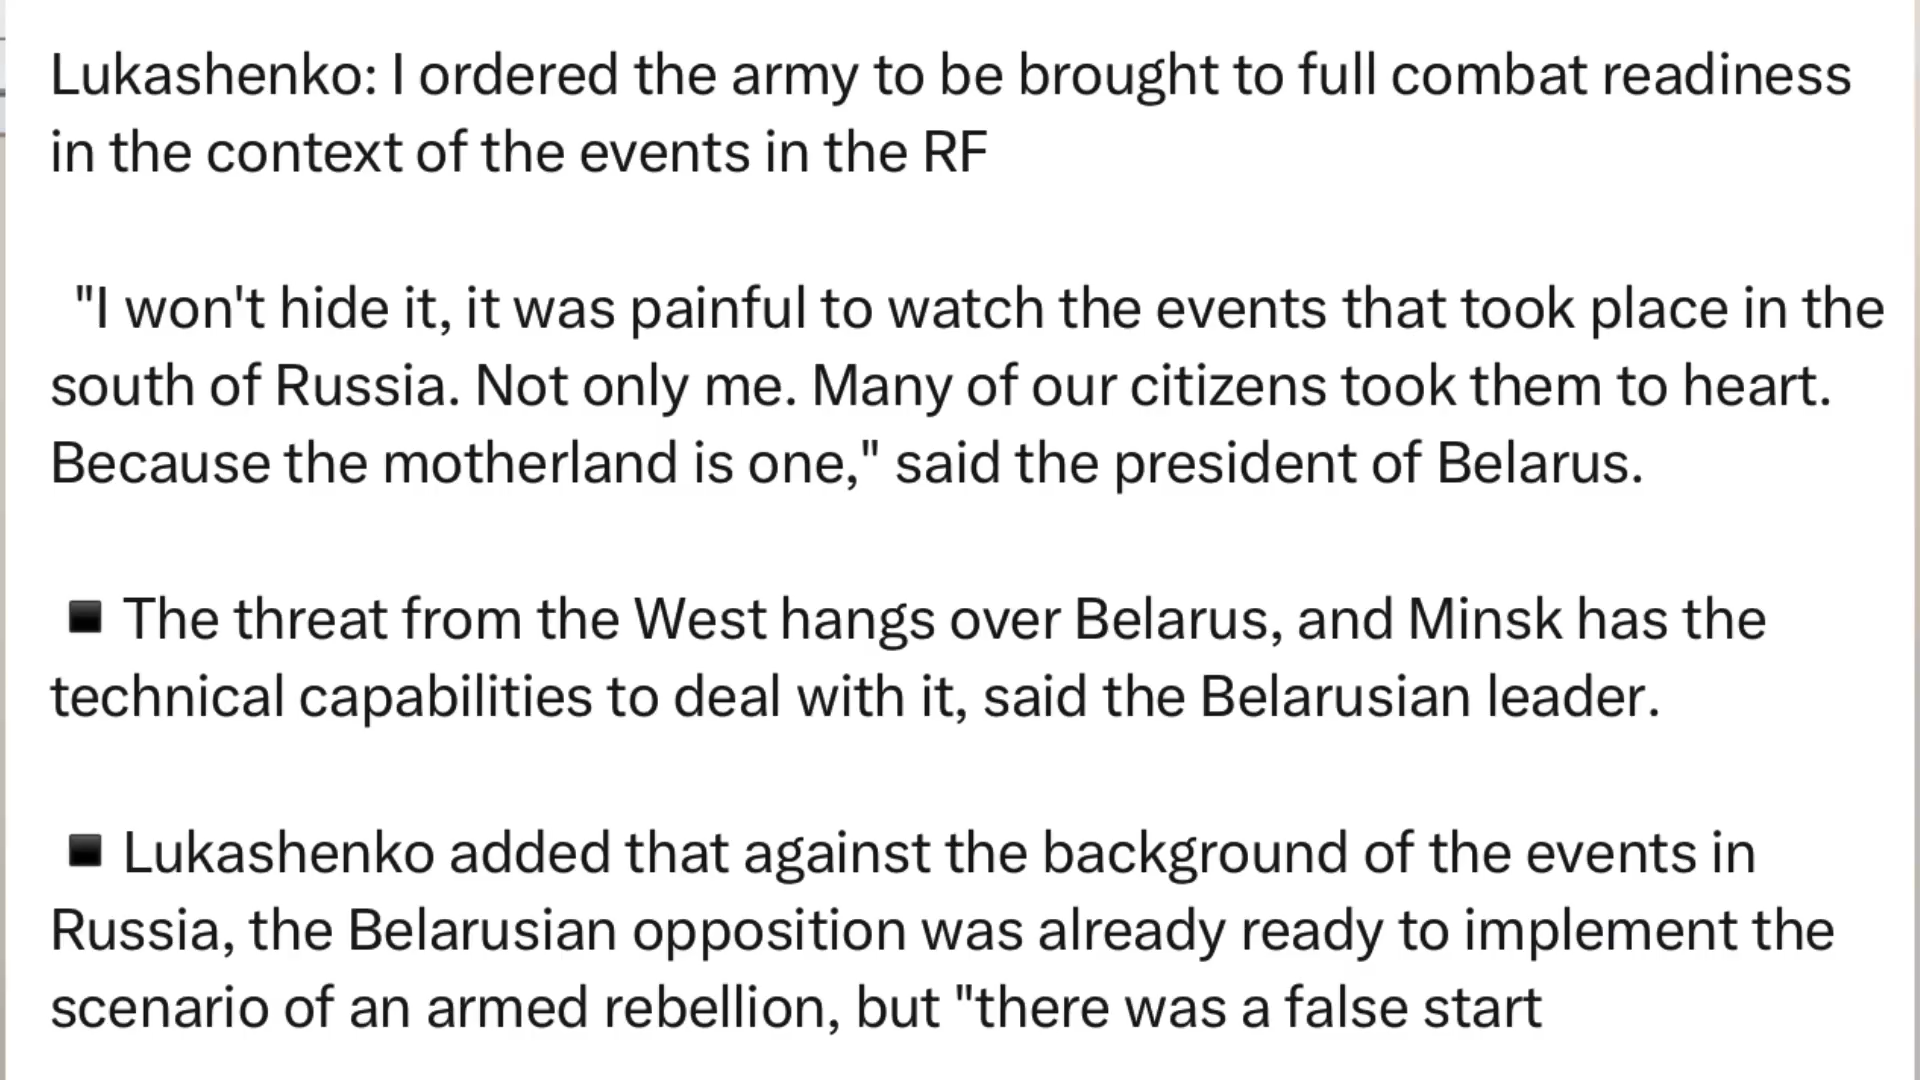 Lukashenko: I ordered the army to be brought to full combat readiness
in the context of the events in the RF
"I won't hide it, it was painful to watch the events that took place in the
south of Russia. Not only me. Many of our citizens took them to heart.
Because the motherland is one," said the president of Belarus.
◾The threat from the West hangs over Belarus, and Minsk has the
technical capabilities to deal with it, said the Belarusian leader.
◾Lukashenko added that against the background of the events in
Russia, the Belarusian opposition was already ready to implement the
scenario of an armed rebellion, but "there was a false start